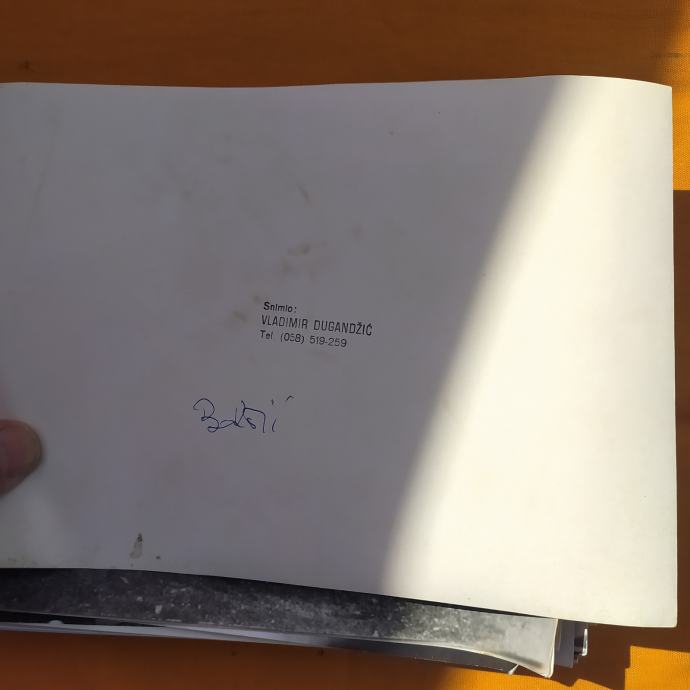 Snimio:
VLADIMIR DUGANDŽIĆ
Tel. (058) 519-259